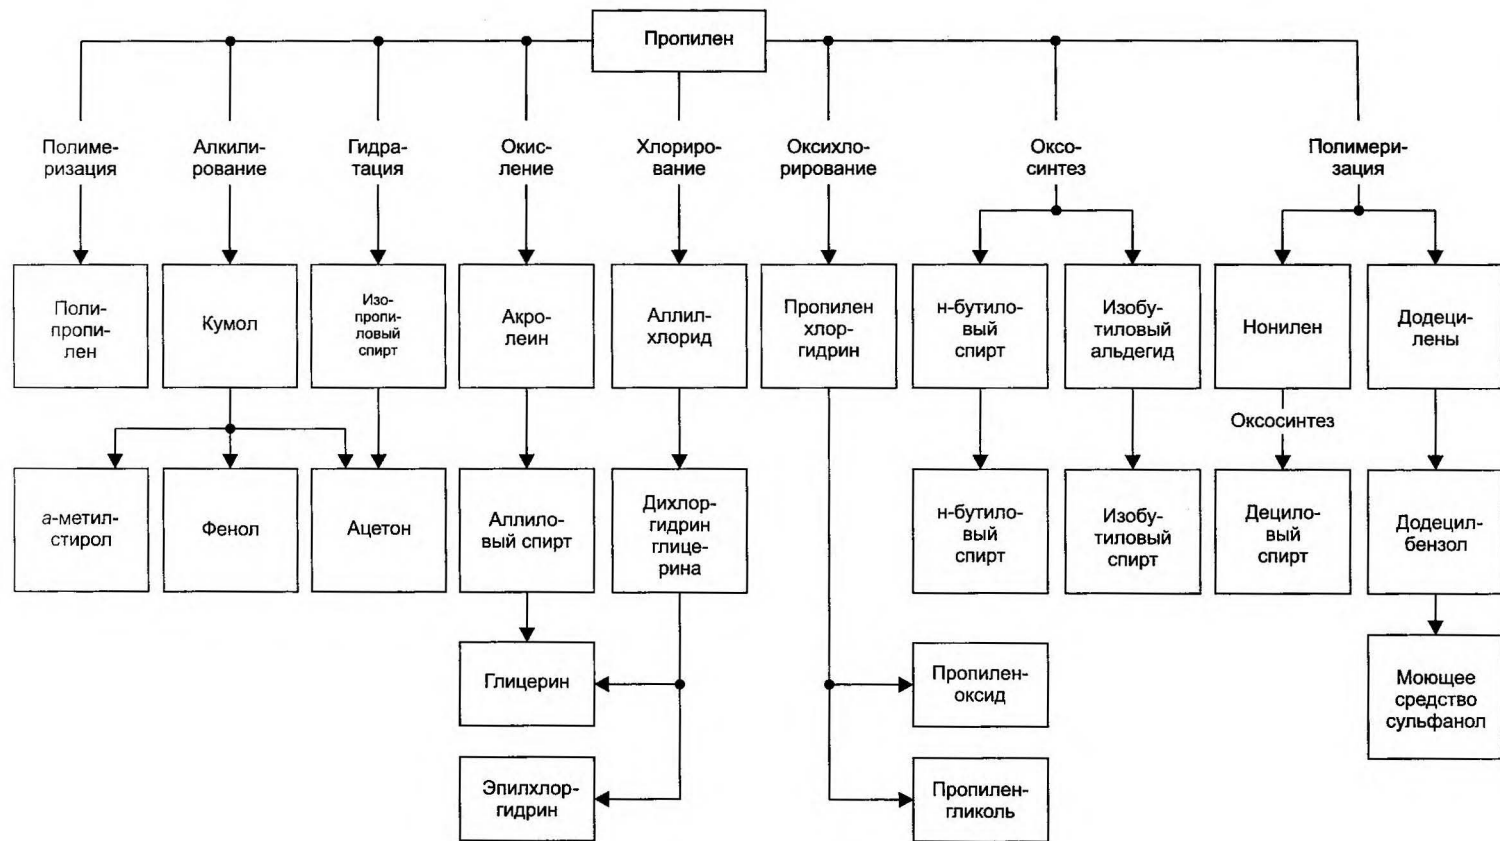 Пропилен
Полиме-
ризация
Алкили-
рование
Гидра-
тация
Окис-
ление
Хлориро-
вание
Оксихло-
рирование
Оксо-
синтез
Полимери-
зация
Поли-
пропи-
лен
Кумол
Изо-
пропи-
ловый
спирт
Акро-
леин
Аллил-
хлорид
Пропилен
хлор-
гидрин
н-бутило-
вый
спирт
Изобу-
тиловый
альдегид
Нонилен
Додеци-
лены
Оксосинтез
а-метил-
стирол
Фенол
Ацетон
Аллило-
вый спирт
Дихлор-
гидрин
глице-
рина
н-бутило-
вый
спирт
Изобу-
тиловый
спирт
Децило-
вый
спирт
Додецил-
бензол
Глицерин
Пропилен-
оксид
Моющее
средство
сульфанол
Эпилхлор-
гидрин
Пропилен-
гликоль